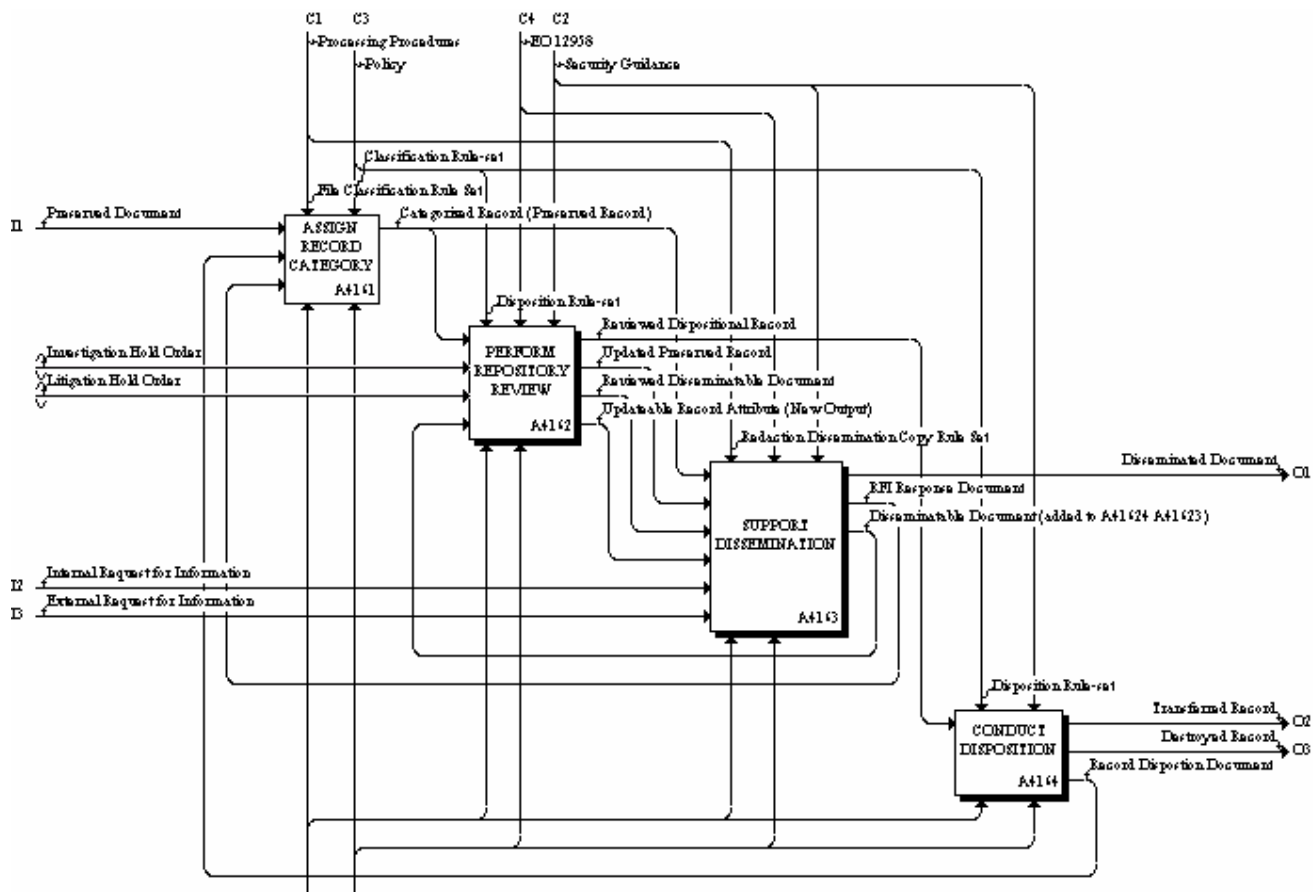 C1 C3 C4 C2
Processing Procedures
EO 12958
Policy
Security Guidance
Classification Rule-set
File Classification Rule Set
Preserved Document
Categorized Record (Preserved Record)
I1
ASSIGN
RECORD
CATEGORY
A4161
Disposition Rule-set
Reviewed Dispositional Record
Investigation Hold Order
Updated Preserved Record
PERFORM
REPOSITORY
REVIEW
Litigation Hold Order
Reviewed Disseminatable Document
Updateable Record Attribute (New Output)
A4162
Redaction Dissemination Copy Rule Set
Disseminated Document
O1
RFI Response Document
Disseminatable Document (added to A41624 A41623)
SUPPORT
DISSEMINATION
Internal Request for Information
I2
External Request for Information
I3
A4163
Disposition Rule-set
Transferred Record
O2
CONDUCT
DISPOSITION
Destroyed Record
O3
Record Dispostion Document
A4164